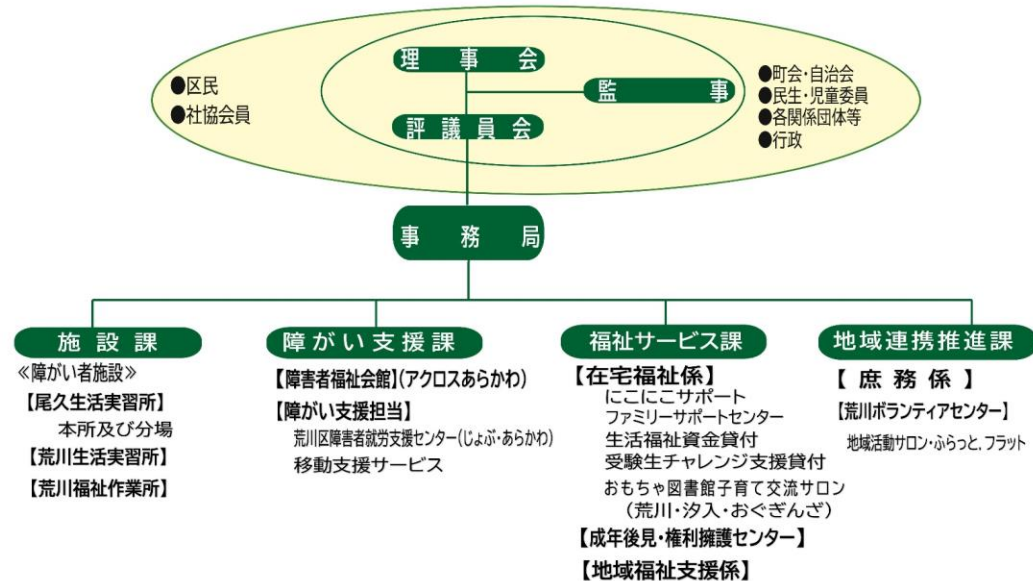 理事会
監事
評議員会
●区民
●社協会員
●町会・自治会
●民生・児童委員
●各関係団体等
●行政
事務局
施設課
≪障がい者施設≫
【尾久生活実習所】
本所及び分場
【荒川生活実習所】
【荒川福祉作業所】
障がい支援課
【障害者福祉会館】(アクロスあらかわ)
【障がい支援担当】
荒川区障害者就労支援センター(じょぶ・あらかわ)
移動支援サービス
福祉サービス課
【在宅福祉係】
にこにこサポート
ファミリーサポートセンター
生活福祉資金貸付
受験生チャレンジ支援貸付
おもちゃ図書館子育て交流サロン
(荒川・汐入・おぐぎんざ)
【成年後見・権利擁護センター】
【地域福祉支援係】
地域連携推進課
【庶務係】
【荒川ボランティアセンター】
地域活動サロン・ふらっと.フラット